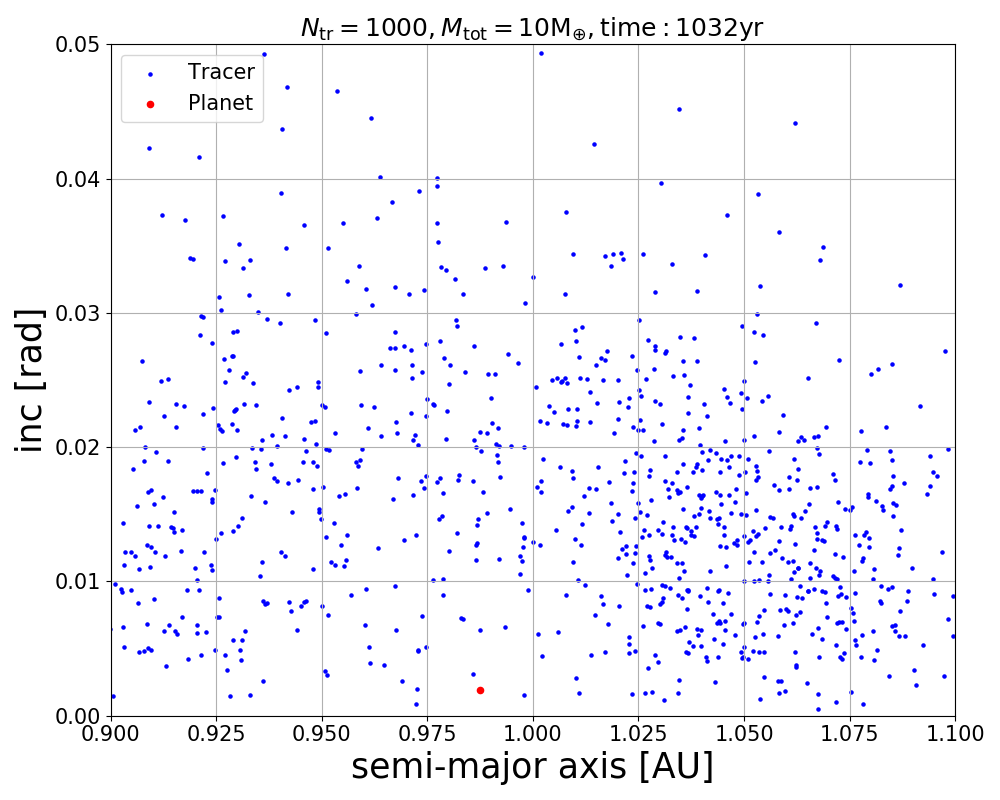 N_tr = 1000, M_tot = 10M_⊕, time : 1032yr
Tracer
Planet
0.05
0.04
0.03
0.02
0.01
0.00
inc [rad]
0.900 0.925 0.950 0.975 1.000 1.025 1.050 1.075 1.100
semi-major axis [AU]